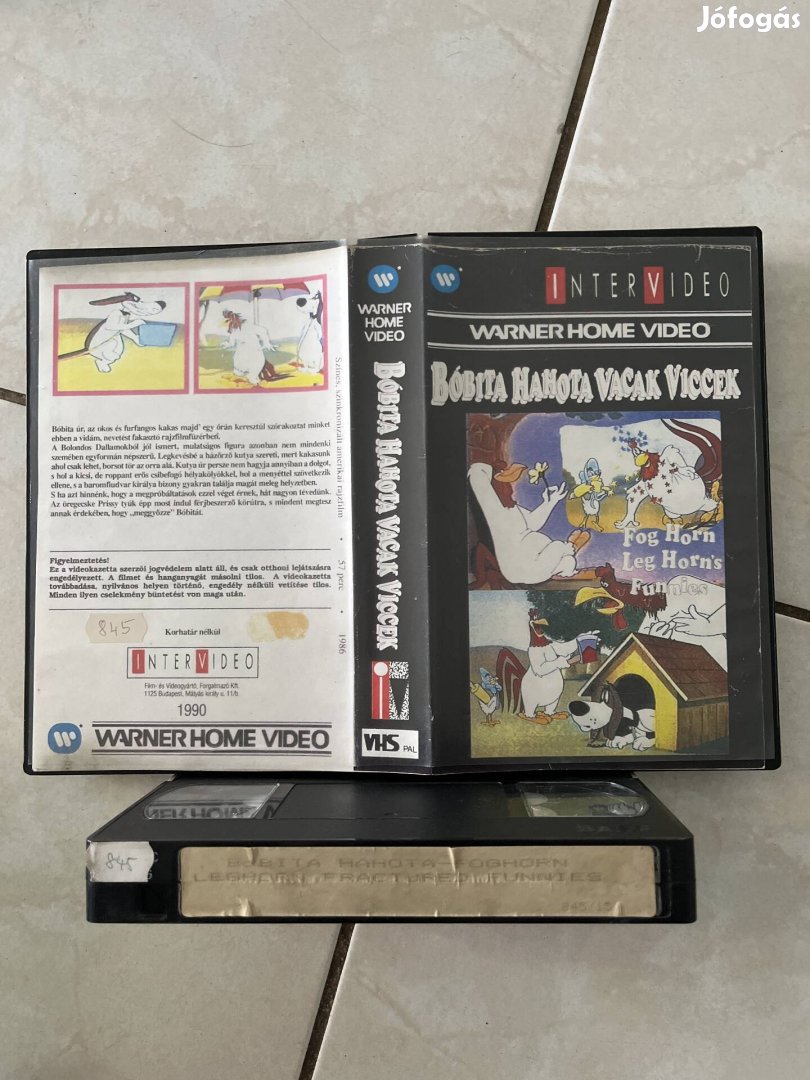 Jófogás
Bóbita úr, az okos és furfangos kakas majd' egy órán keresztül szórakoztat minket
ebben a vidám, nevetést fakasztó rajzfilmfüzérben.
A Bolondos Dallamokból jól ismert, mulatságos figura azonban nem mindenki
szemében egyformán népszerű. Legkevésbé a házőrző kutya szereti, mert kakasunk
ahol csak lehet, borsot tör az orra alá. Kutya úr persze nem hagyja annyiban a dolgot,
s hol a kicsi, de roppant erős csibefogó hélyakölyökkel, hol a menyéttel szövetkezik
ellene, s a baromfiudvar királya bizony gyakran találja magát meleg helyzetben.
S ha azt hinnénk, hogy a megpróbáltatások ezzel véget érnek, hát nagyon tévedünk.
Az öregecske Prissy tyúk épp most indul férjbeszerző körútra, s mindent megtesz
annak érdekében, hogy „meggyőzze" Bóbitát.
Figyelmeztetés!
Ez a videokazetta szerzői jogvédelem alatt áll, és csak otthoni lejátszásra
engedélyezett. A filmet és hanganyagát másolni tilos. A videokazetta
továbbadása, nyilvános helyen történő, engedély nélküli vetítése tilos.
Minden ilyen cselekmény büntetést von maga után.
845
Korhatár nélkül
INTERVIDEO
Film- és Videogyártó, Forgalmazó Kft.
1125 Budapest, Mátyás király u. 11/b.
1990
WARNER HOME VIDEO
Színes, szinkronizált amerikai rajzfilm • 57 perc • 1986
WARNER
HOME
VIDEO
BÓBITA HAHOTA VACAK VICCEK
VHS PAL
INTERVIDEO
WARNER HOME VIDEO
BÓBITA HAHOTA VACAK VICCEK
Fog Horn
Leg Horn's
Funnies
845
BOBITA HAHOTA-FOGHORN
LEGHORN FRACTURED FUNNIES